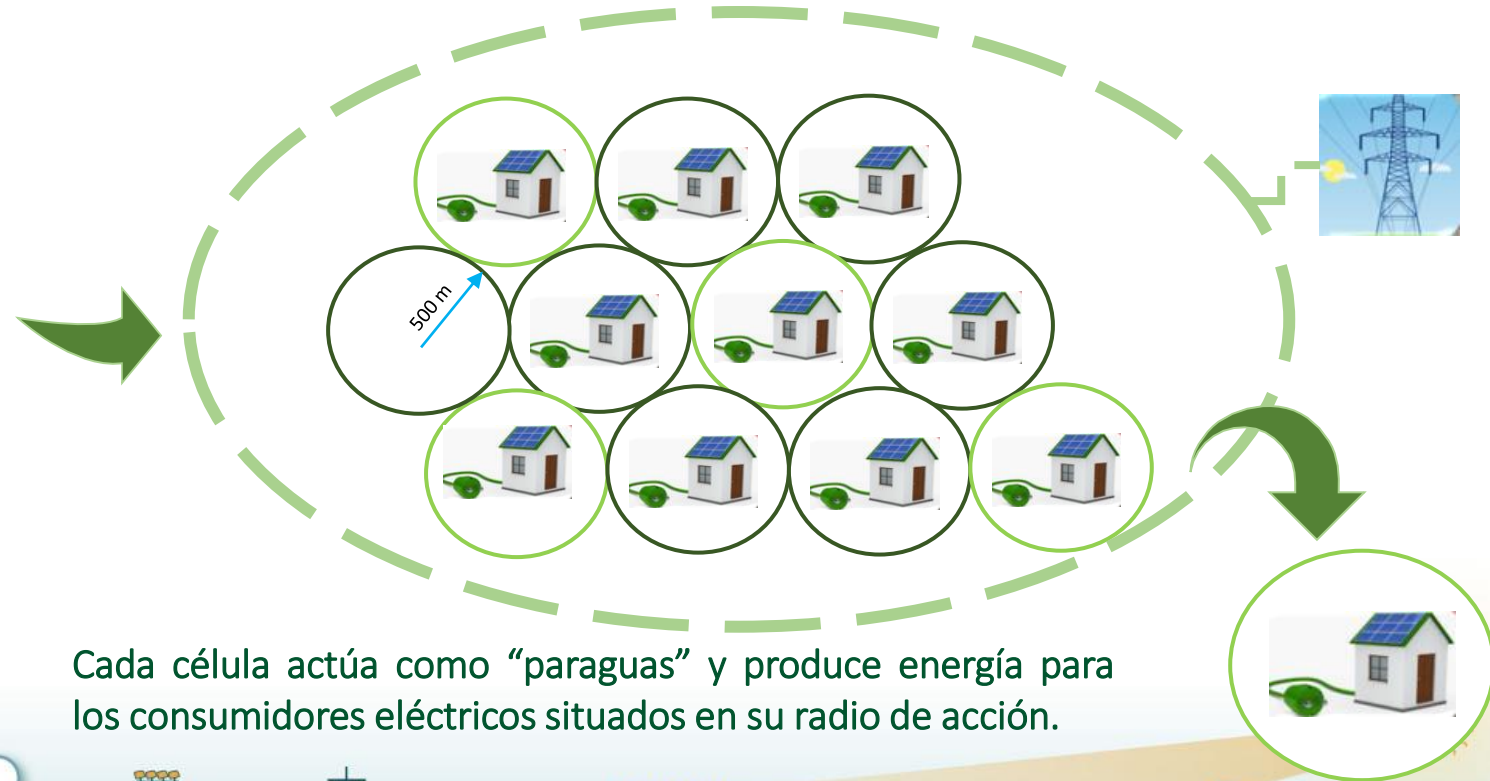 500 m
Cada célula actúa como “paraguas” y produce energía para
los consumidores eléctricos situados en su radio de acción.